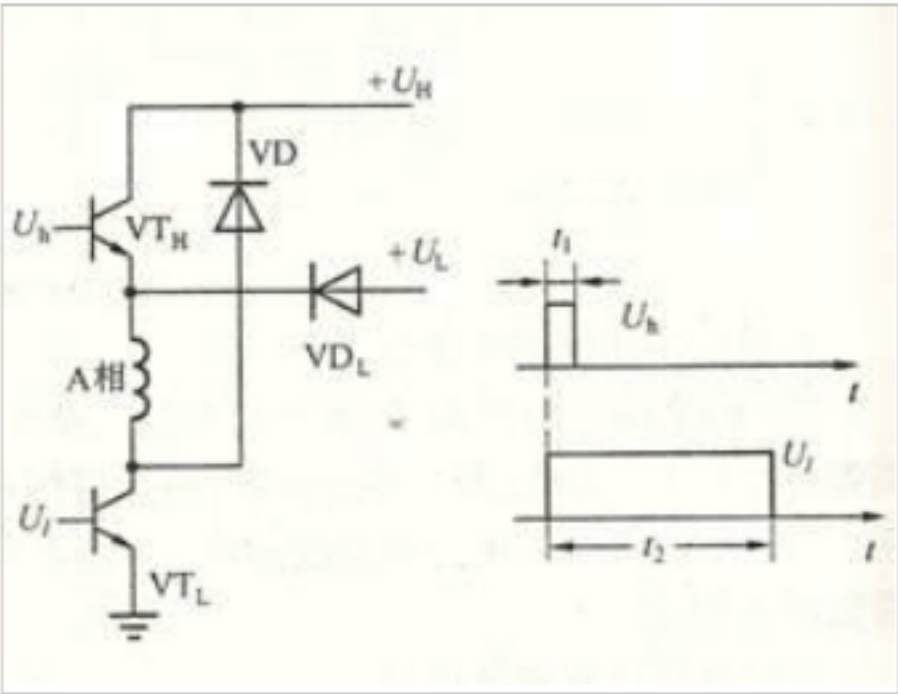 +U_H
VD
U_h
VT_H
+U_L
t_1
U_h
VD_L
A相
t
U_l
U_l
t_2
t
VT_L